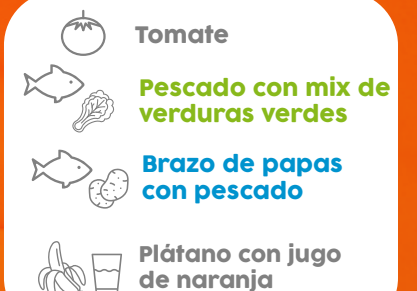 Tomate
Pescado con mix de
verduras verdes
Brazo de papas
con pescado
Plátano con jugo
de naranja